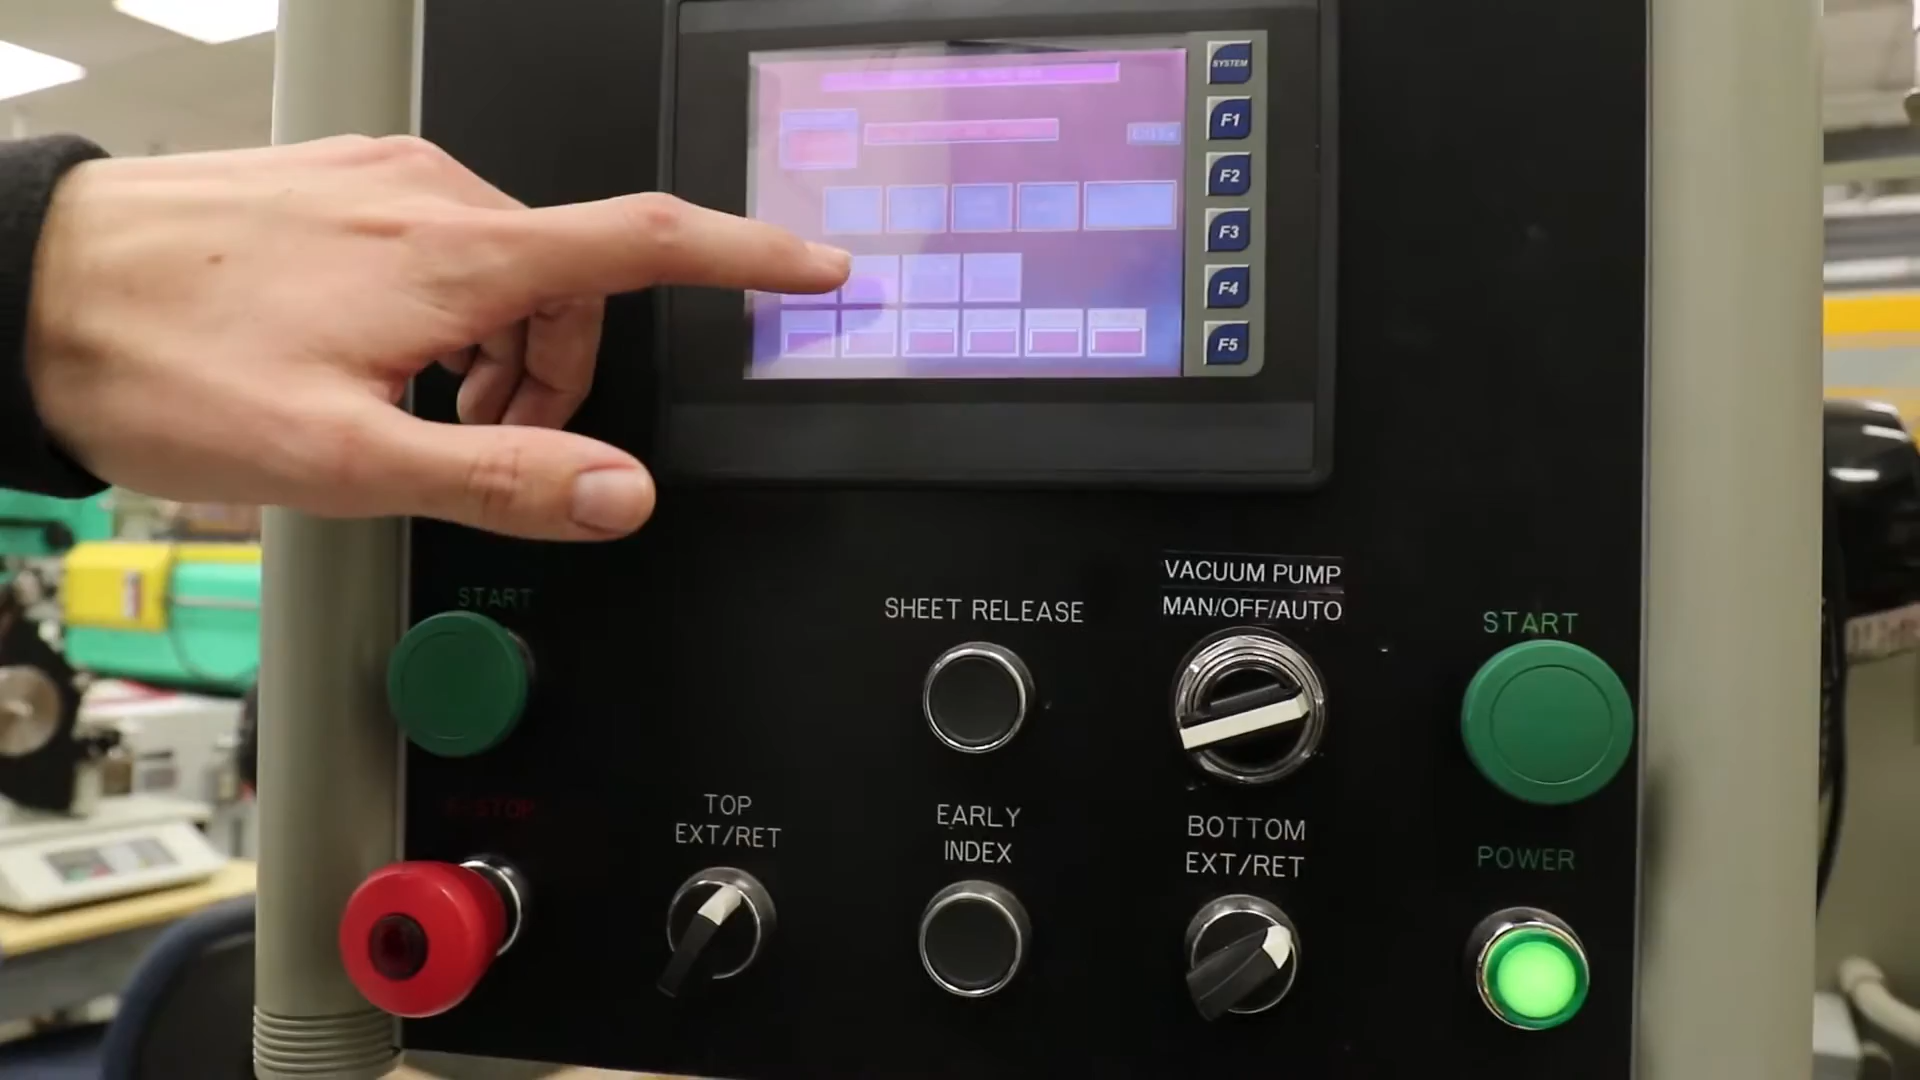 SYSTEM
F1
F2
F3
F4
F5
START
SHEET RELEASE
VACUUM PUMP
MAN/OFF/AUTO
START
TOP
EXT/RET
EARLY
INDEX
BOTTOM
EXT/RET
POWER